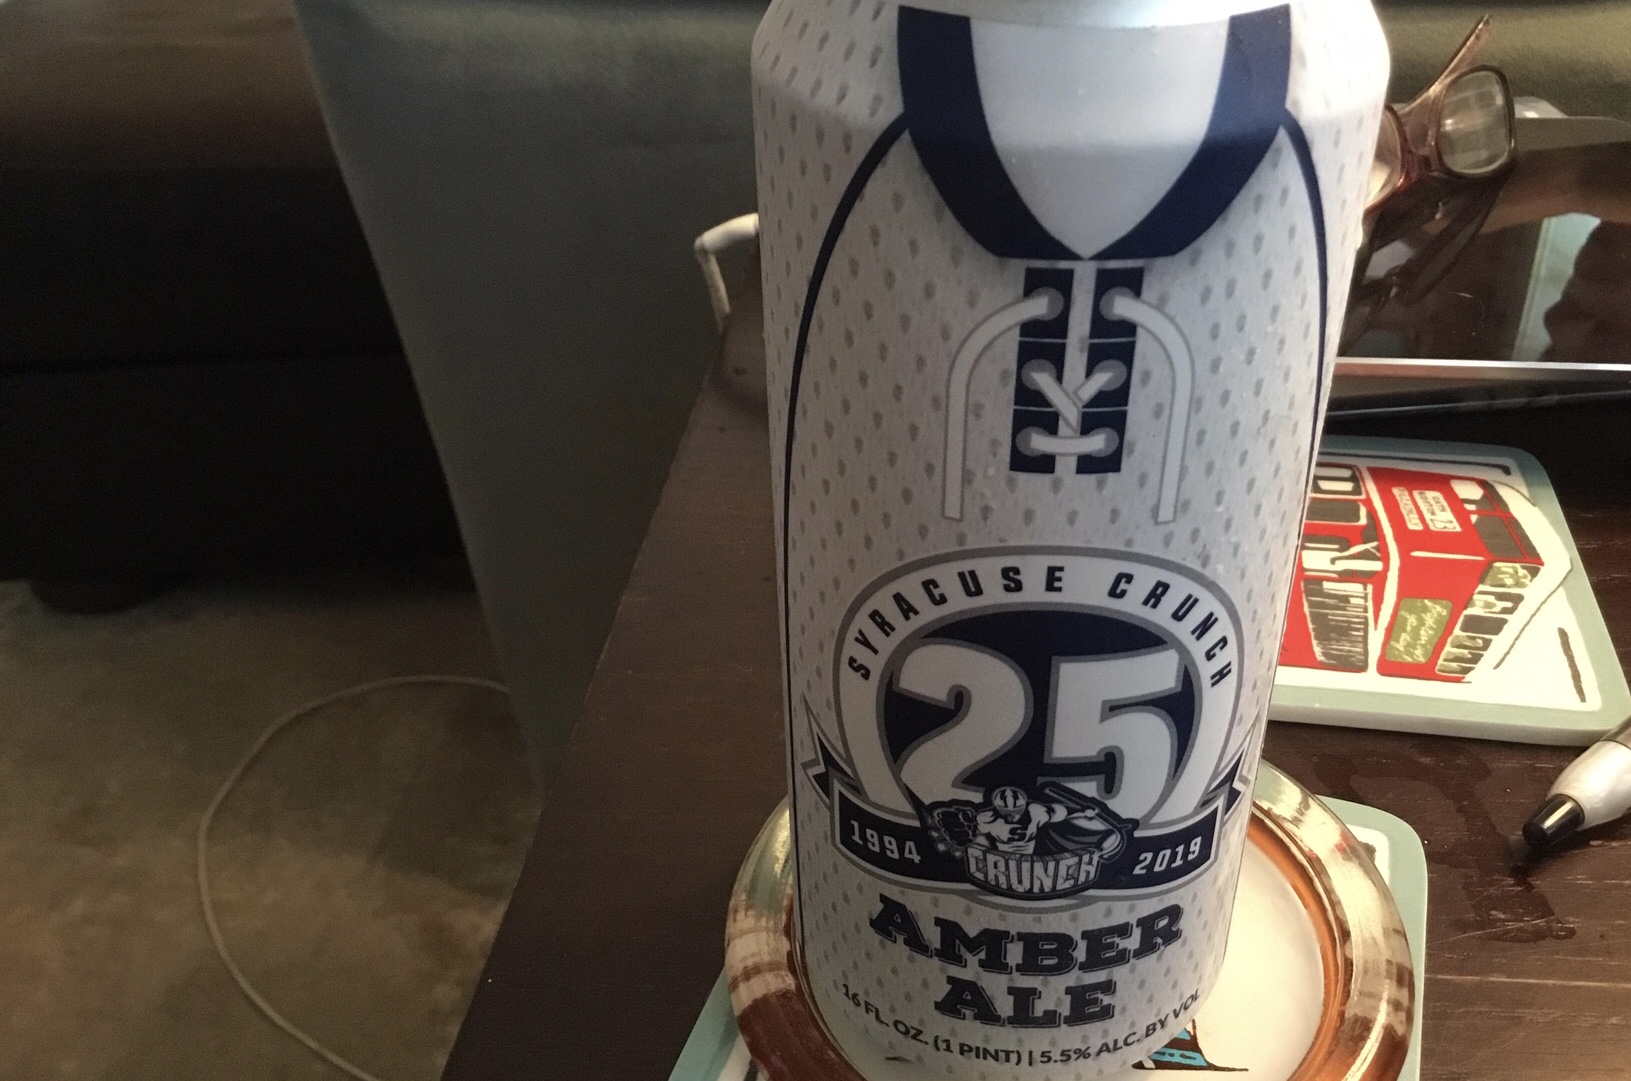 SYRACUSE CRUNCH
25
1994
S
CRUNCH
2019
AMBER
ALE
16 FL. OZ. (1 PINT) | 5.5% ALC. BY VOL